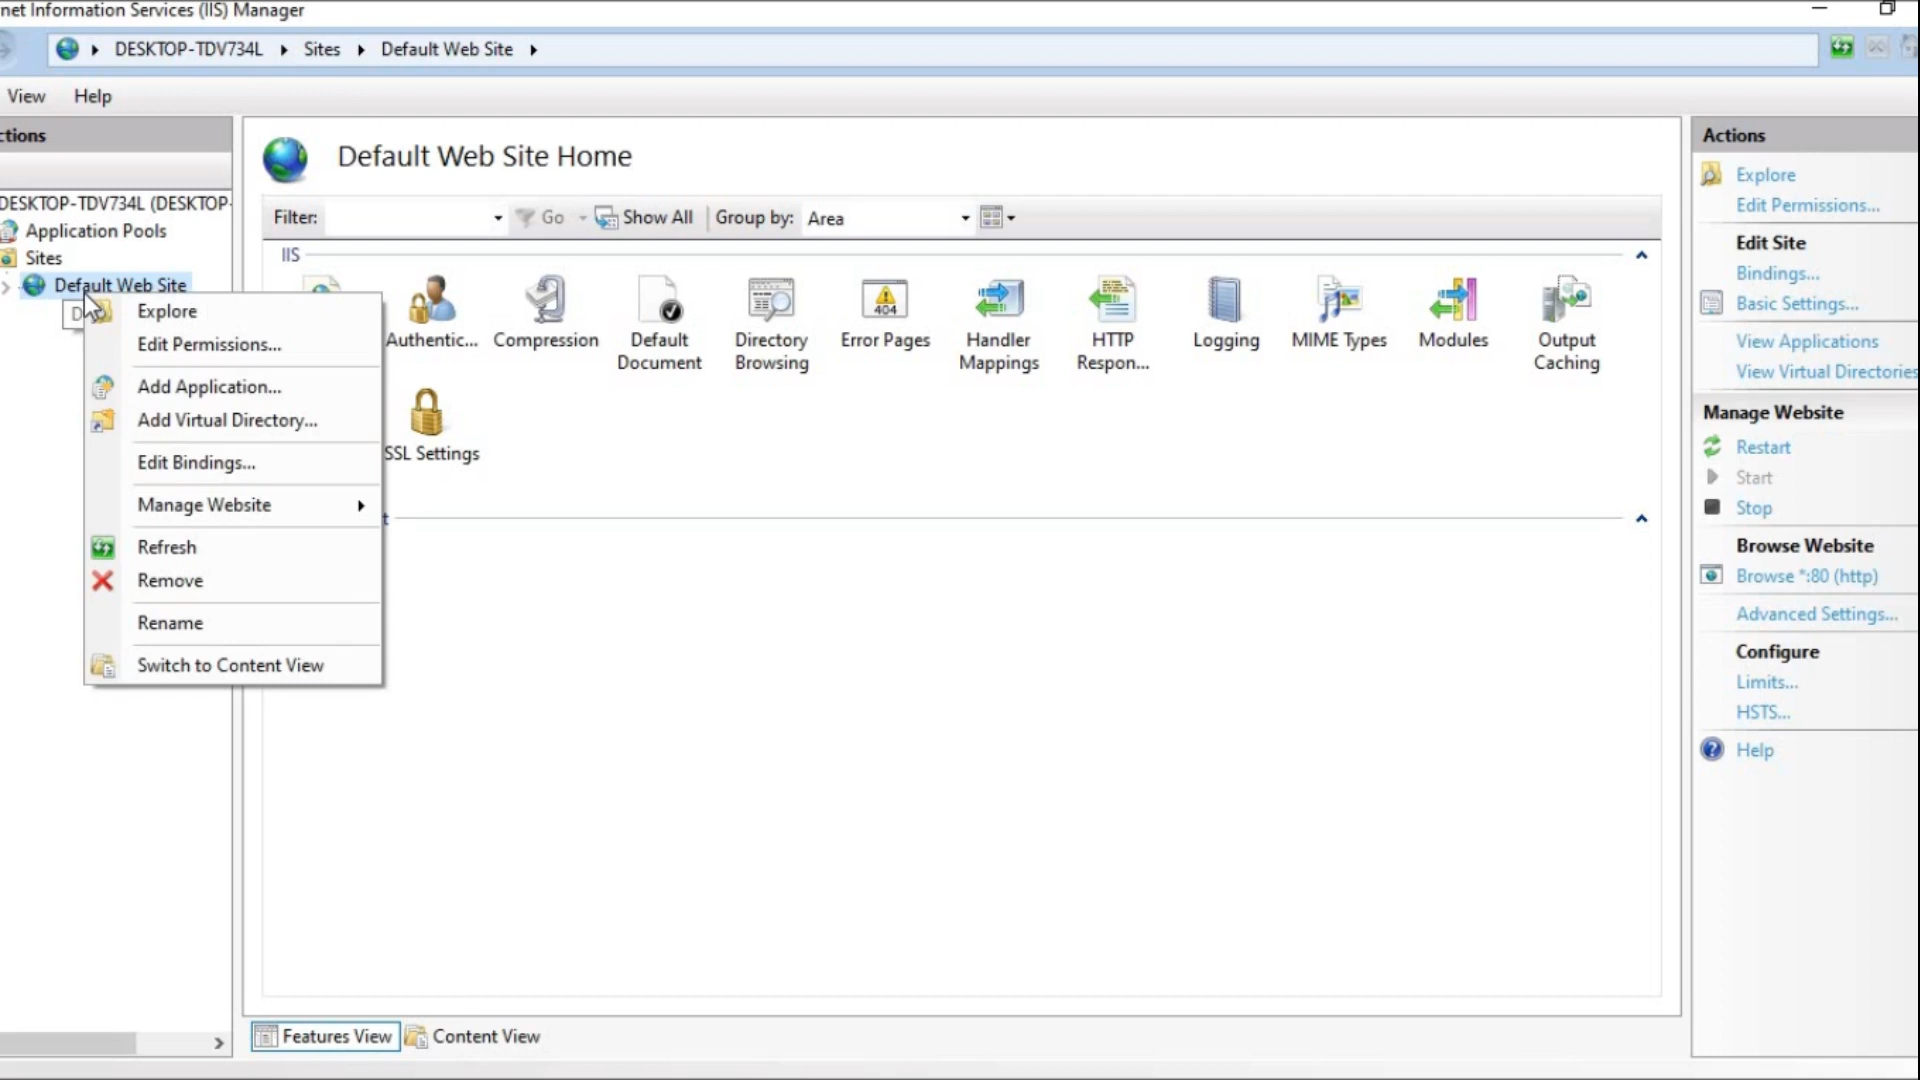 net Information Services (IIS) Manager
DESKTOP-TDV734L
Sites
Default Web Site
View
Help
ctions
DESKTOP-TDV734L (DESKTOP-
Application Pools
Sites
Default Web Site
D
Explore
Edit Permissions...
Add Application...
Add Virtual Directory...
Edit Bindings...
Manage Website
Refresh
Remove
Rename
Switch to Content View
Default Web Site Home
Filter:
Go
Show All
Group by:
Area
IIS
Authentic...
Compression
Default
Document
Directory
Browsing
404
Error Pages
Handler
Mappings
HTTP
Respon...
Logging
MIME Types
Modules
Output
Caching
SSL Settings
t
Features View
Content View
Actions
Explore
Edit Permissions...
Edit Site
Bindings...
Basic Settings...
View Applications
View Virtual Directories
Manage Website
Restart
Start
Stop
Browse Website
Browse *:80 (http)
Advanced Settings...
Configure
Limits...
HSTS...
Help